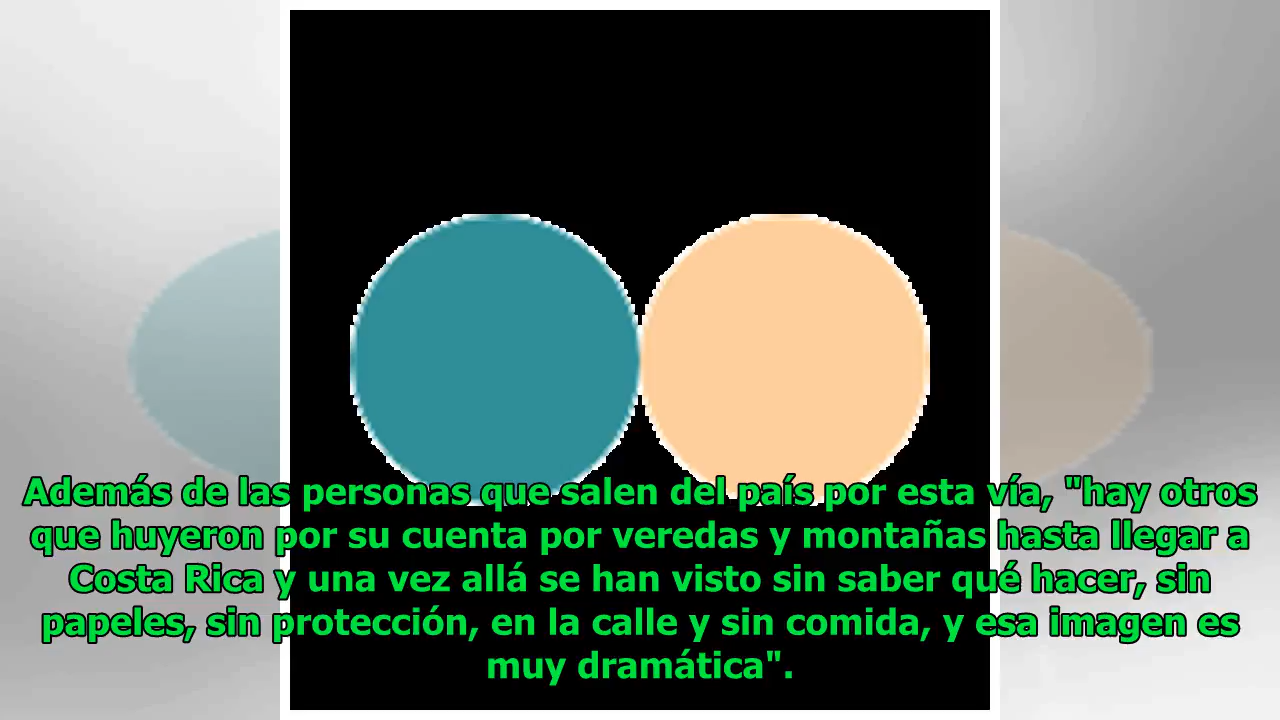 Además de las personas que salen del país por esta vía, "hay otros
que huyeron por su cuenta por veredas y montañas hasta llegar a
Costa Rica y una vez allá se han visto sin saber qué hacer, sin
papeles, sin protección, en la calle y sin comida, y esa imagen es
muy dramática".